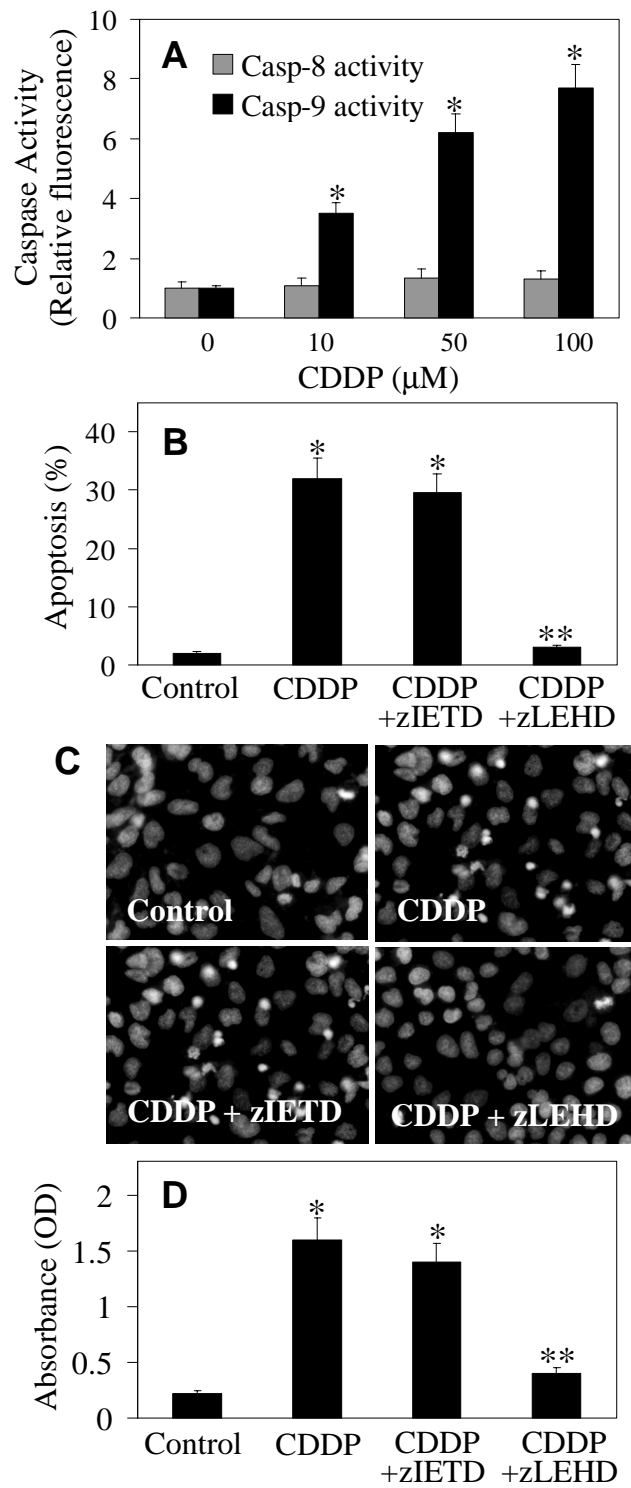 A
Casp-8 activity
Casp-9 activity
Caspase Activity
(Relative fluorescence)
10
8
6
4
2
0
*
*
*
0 10 50 100
CDDP (μM)
B
Apoptosis (%)
40
30
20
10
0
*
*
**
Control CDDP CDDP +zIETD CDDP +zLEHD
C
Control
CDDP
CDDP + zIETD
CDDP + zLEHD
D
Absorbance (OD)
2
1.5
1
0.5
0
*
*
**
Control CDDP CDDP +zIETD CDDP +zLEHD